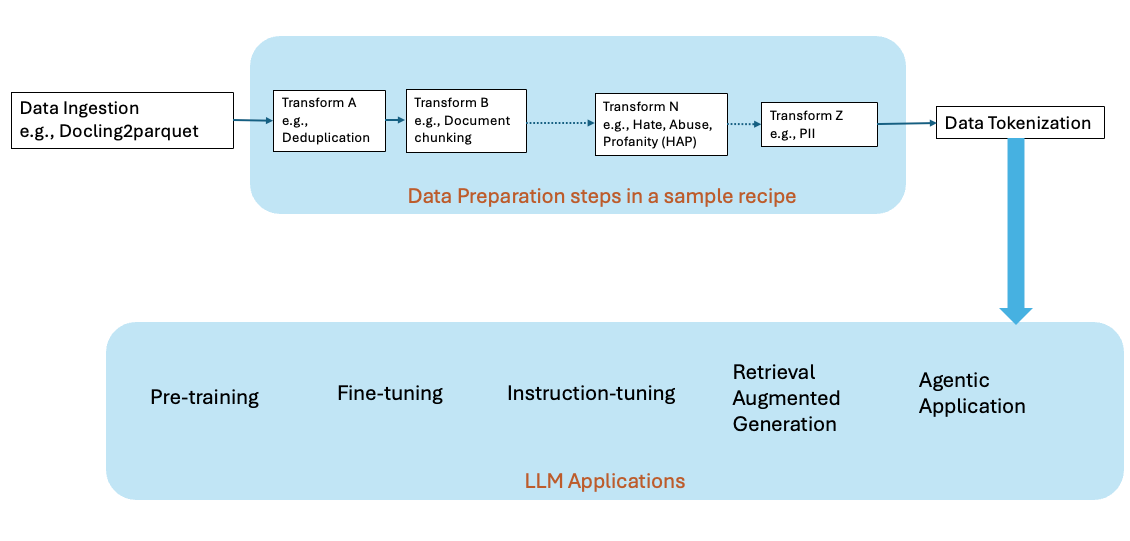 Data Ingestion
e.g., Docling2parquet
Transform A
e.g.,
Deduplication
Transform B
e.g., Document
chunking
Transform N
e.g., Hate, Abuse,
Profanity (HAP)
Transform Z
e.g., PII
Data Tokenization
Data Preparation steps in a sample recipe
Pre-training
Fine-tuning
Instruction-tuning
Retrieval
Augmented
Generation
Agentic
Application
LLM Applications